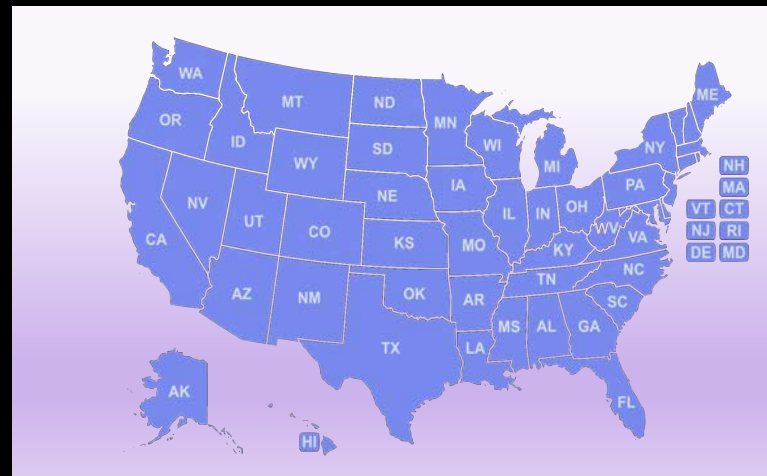 WA
MT
ND
MN
ME
OR
ID
SD
WI
NY
MI
WY
NH
IA
PA
NE
MA
NV
IL
IN
OH
UT
VT CT
CO
KS
MO
WV
VA
NJ RI
CA
KY
DE MD
NC
TN
AZ
NM
OK
AR
SC
MS
AL
GA
TX
LA
AK
FL
HI